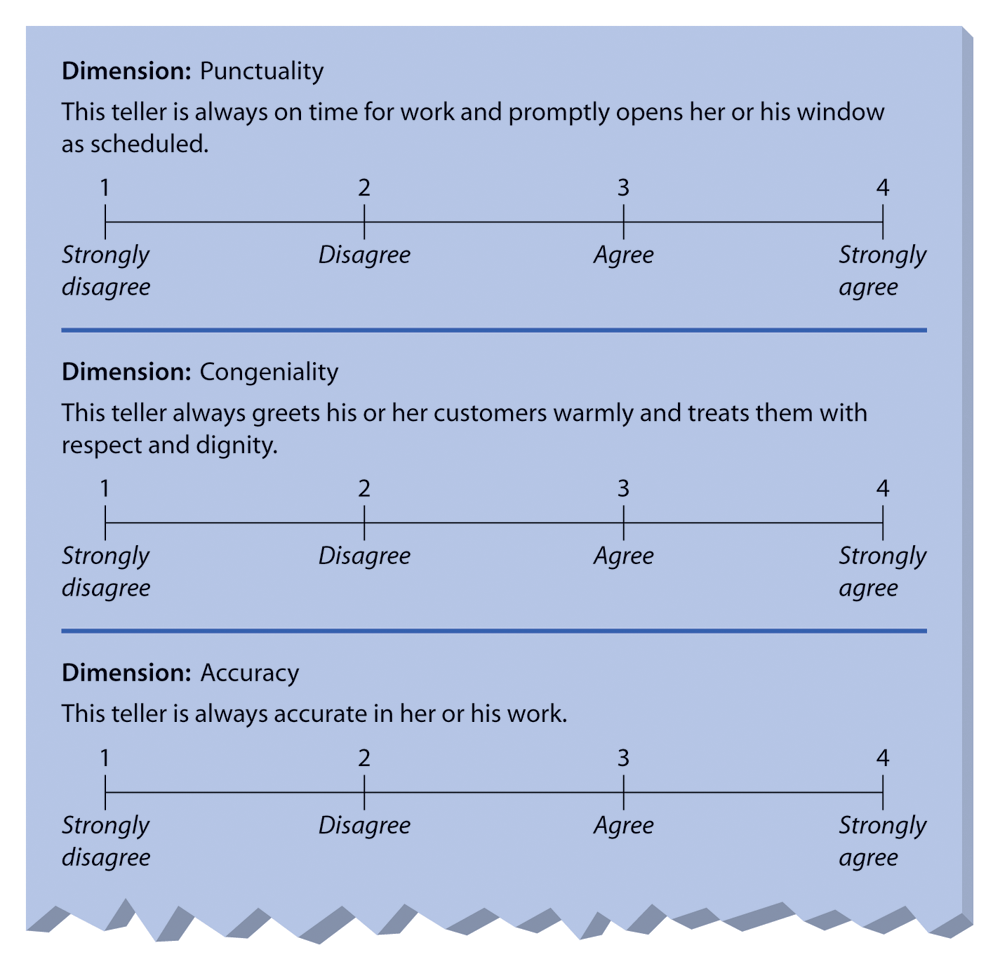 Dimension: Punctuality
This teller is always on time for work and promptly opens her or his window
as scheduled.
1 2 3 4
Strongly disagree Disagree Agree Strongly agree
Dimension: Congeniality
This teller always greets his or her customers warmly and treats them with
respect and dignity.
1 2 3 4
Strongly disagree Disagree Agree Strongly agree
Dimension: Accuracy
This teller is always accurate in her or his work.
1 2 3 4
Strongly disagree Disagree Agree Strongly agree